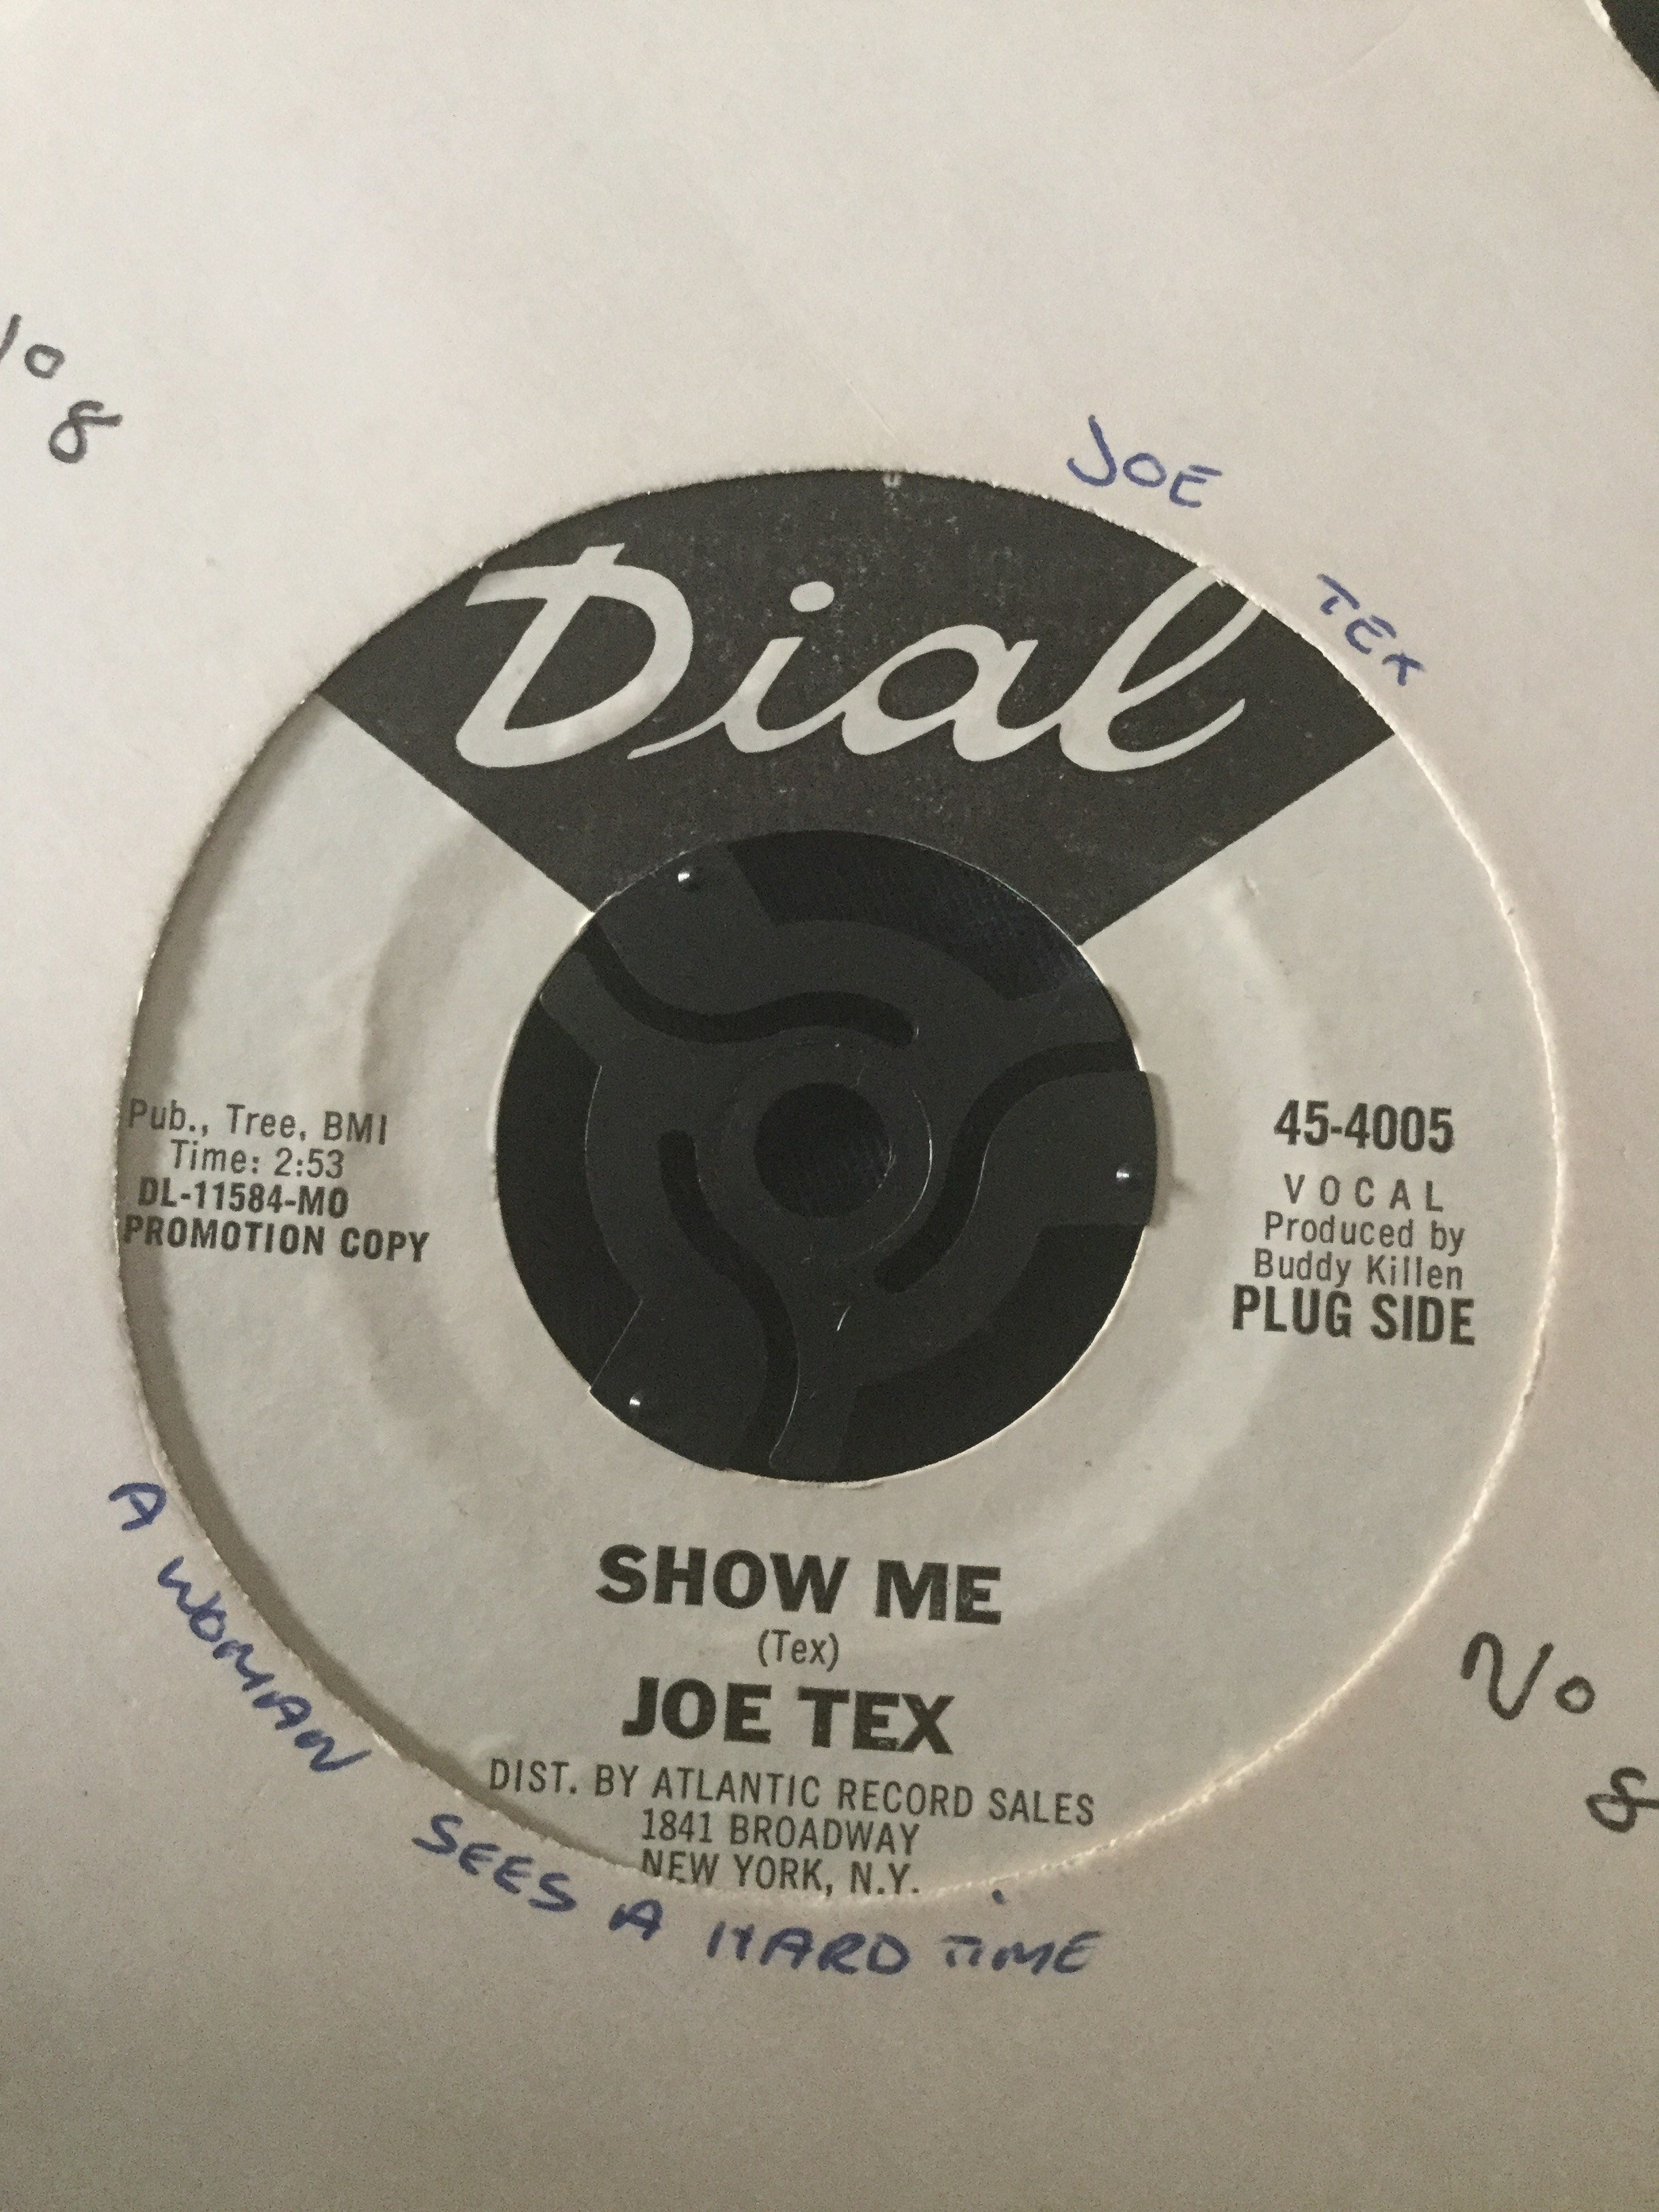 No
8
JOE TEX
Dial
Pub., Tree, BMI
Time: 2:53
DL-11584-MO
PROMOTION COPY
45-4005
VOCAL
Produced by
Buddy Killen
PLUG SIDE
SHOW ME
(Tex)
JOE TEX
DIST. BY ATLANTIC RECORD SALES
1841 BROADWAY
NEW YORK, N.Y.
A WOMAN SEES A HARD TIME
No
8